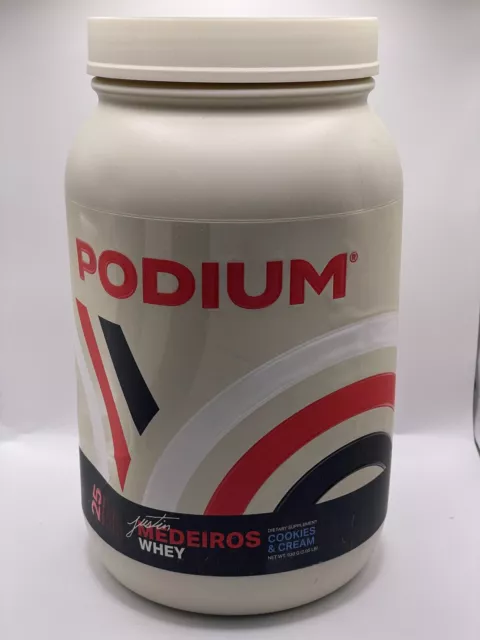 PODIUM®
25
justin
MEDEIROS
WHEY
DIETARY SUPPLEMENT
COOKIES
& CREAM